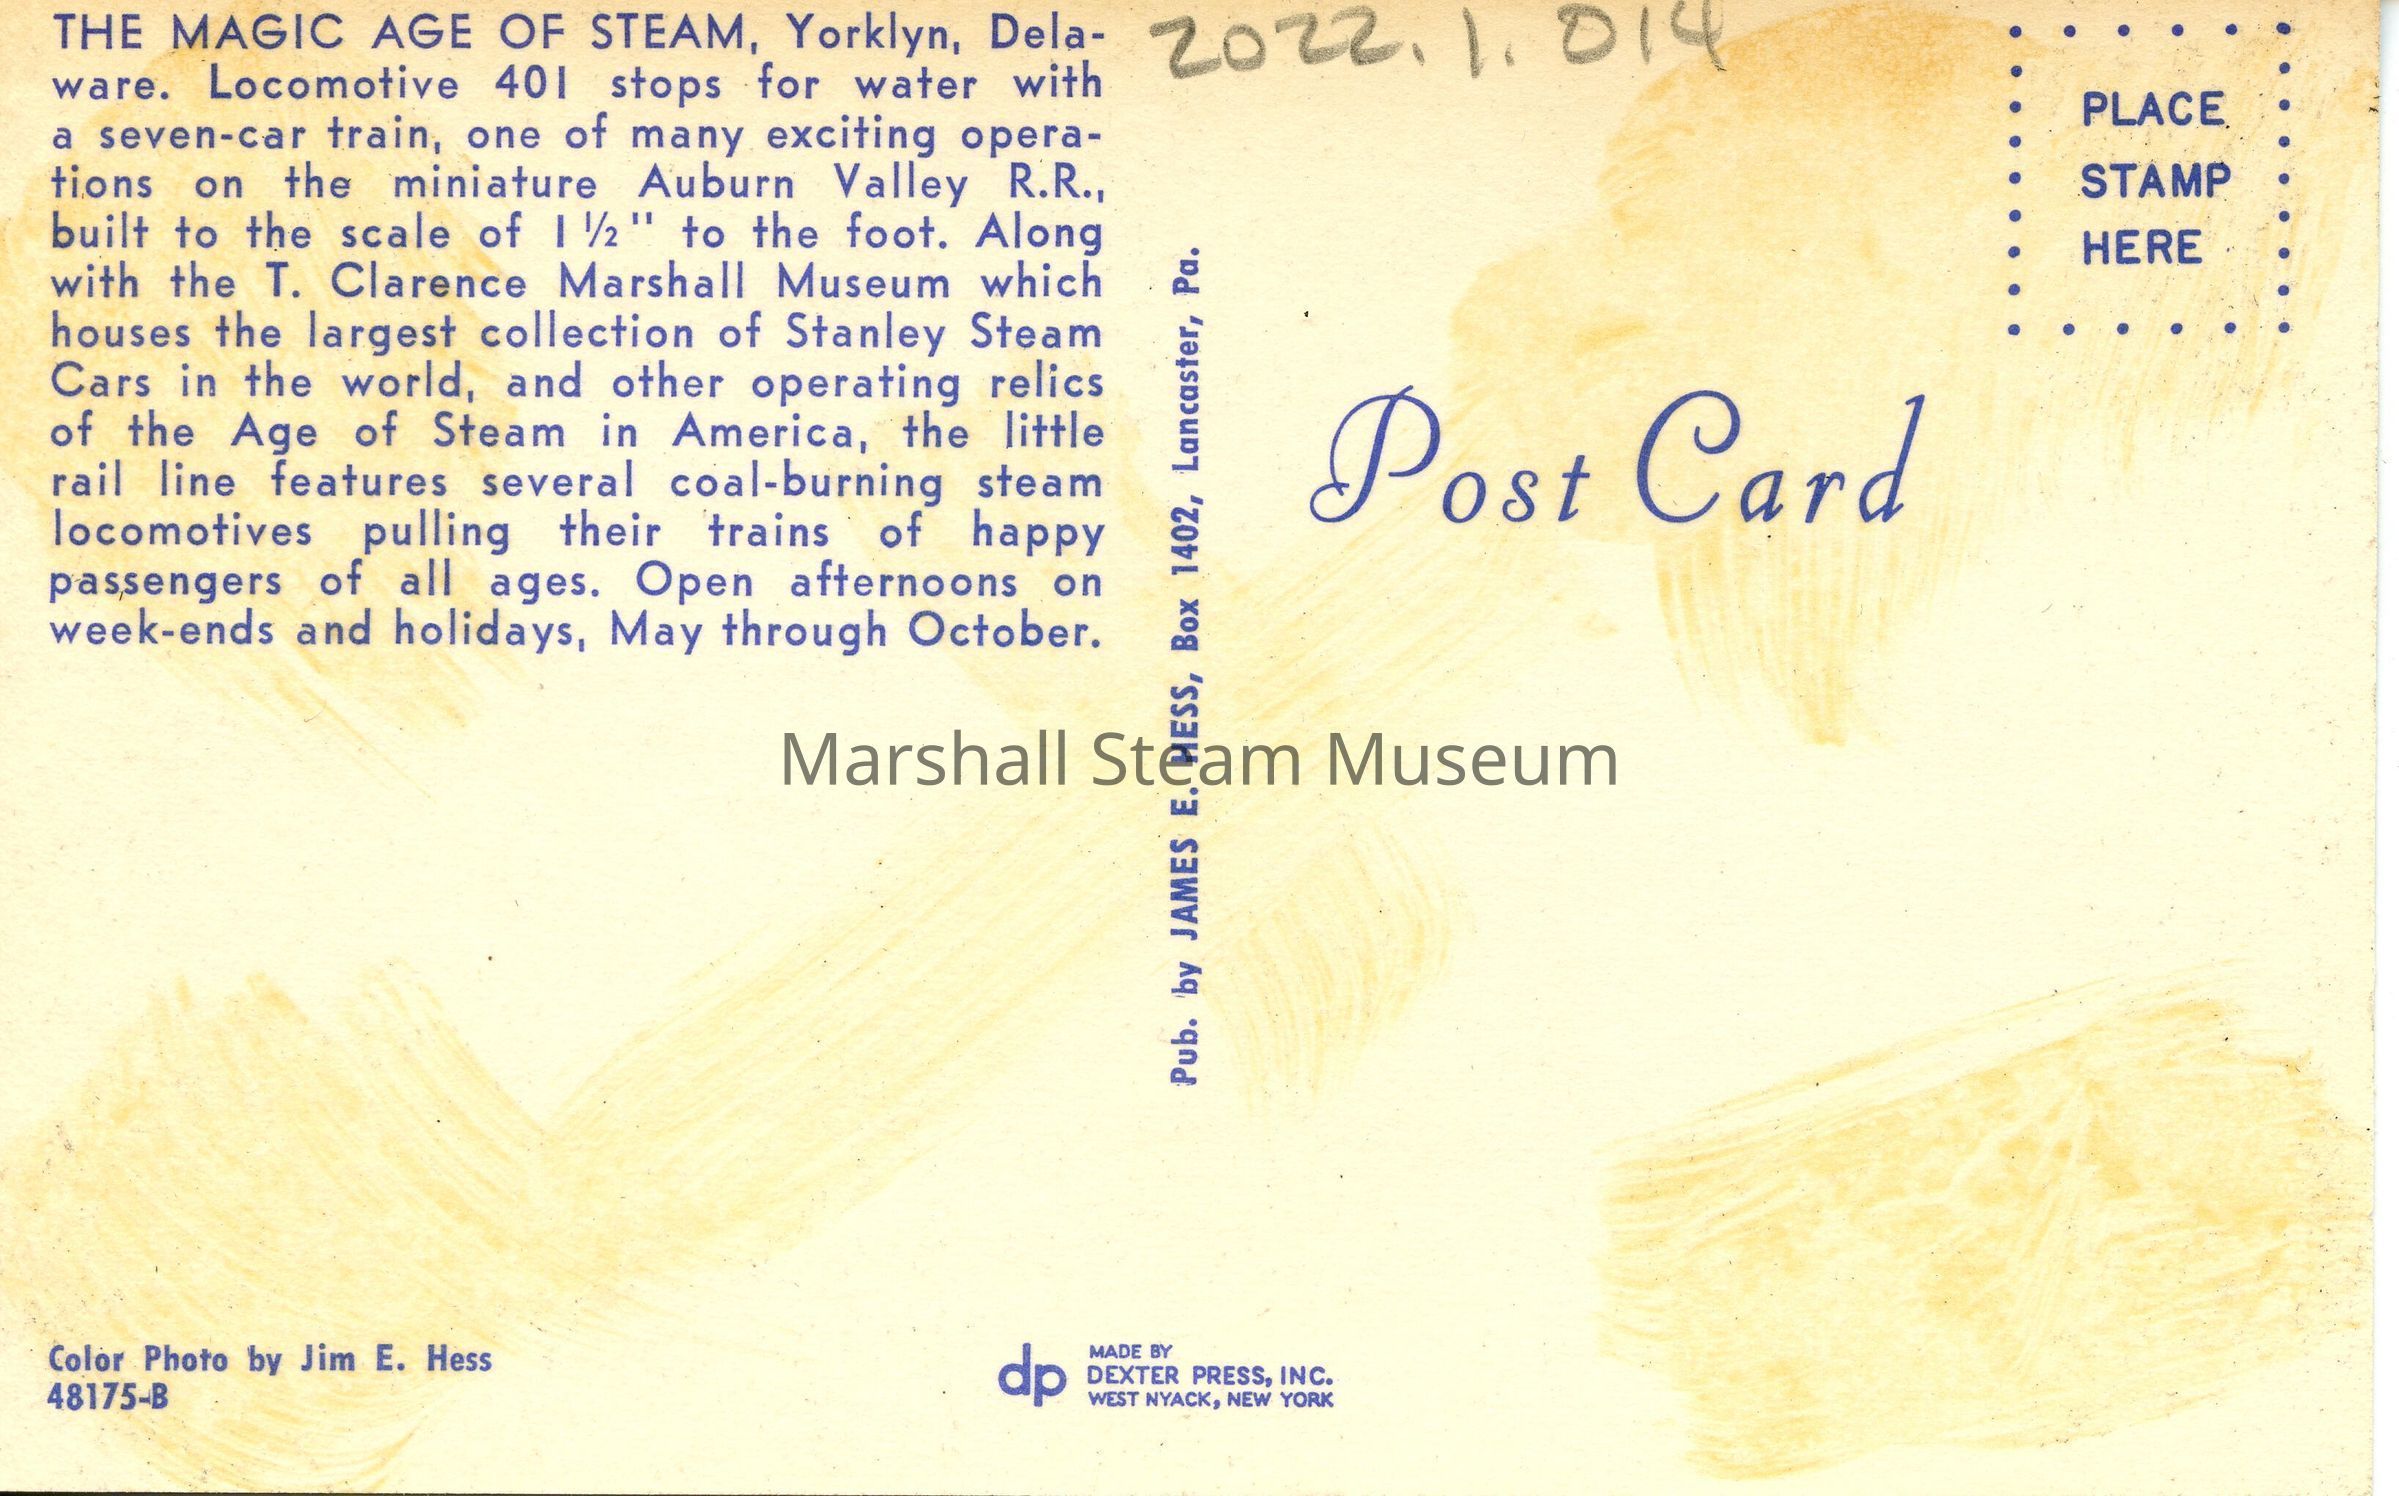 THE MAGIC AGE OF STEAM, Yorklyn, Dela-
ware. Locomotive 401 stops for water with
a seven-car train, one of many exciting opera-
tions on the miniature Auburn Valley R.R.,
built to the scale of 1 ½" to the foot. Along
with the T. Clarence Marshall Museum which
houses the largest collection of Stanley Steam
Cars in the world, and other operating relics
of the Age of Steam in America, the little
rail line features several coal-burning steam
locomotives pulling their trains of happy
passengers of all ages. Open afternoons on
week-ends and holidays, May through October.
Color Photo by Jim E. Hess
48175-B
Pub. by JAMES E. HESS, Box 1402, Lancaster, Pa.
MADE BY
dp DEXTER PRESS, INC.
WEST NYACK, NEW YORK
2022.1.014
PLACE
STAMP
HERE
Post Card
Marshall Steam Museum